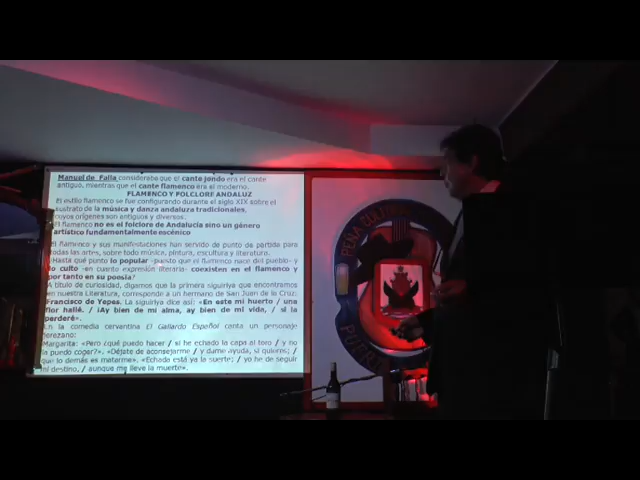 Manuel de Falla consideraba que el cante jondo era el cante
antiguo, mientras que el cante flamenco era el moderno.
FLAMENCO Y FOLCLORE ANDALUZ
El estilo flamenco se fue configurando durante el siglo XIX sobre el
sustrato de la música y danza andaluza tradicionales,
cuyos orígenes son antiguos y diversos.
El flamenco no es el folclore de Andalucía sino un género
artístico fundamentalmente escénico
El flamenco y sus manifestaciones han servido de punto de partida para
todas las artes, sobre todo música, pintura, escultura y literatura.
¿Hasta qué punto lo popular -puesto que el flamenco nace del pueblo- y
lo culto -en cuanto expresión literaria- coexisten en el flamenco y
por tanto en su poesía?
A título de curiosidad, digamos que la primera siguiriya que encontramos
en nuestra Literatura, corresponde a un hermano de San Juan de la Cruz:
Francisco de Yepes. La siguiriya dice así: «En este mi huerto / una
flor hallé. / ¡Ay bien de mi alma, ay bien de mi vida, / si la
perderé».
En la comedia cervantina El Gallardo Español canta un personaje
jerezano:
Margarita: «Pero ¿qué puedo hacer / si he echado la capa al toro / y no
la puedo coger?». «Déjate de aconsejarme / y dame ayuda, si quieres; /
que lo demás es matarme». «Echada está ya la suerte; / yo he de seguir
mi destino, / aunque me lleve la muerte».
PEÑA